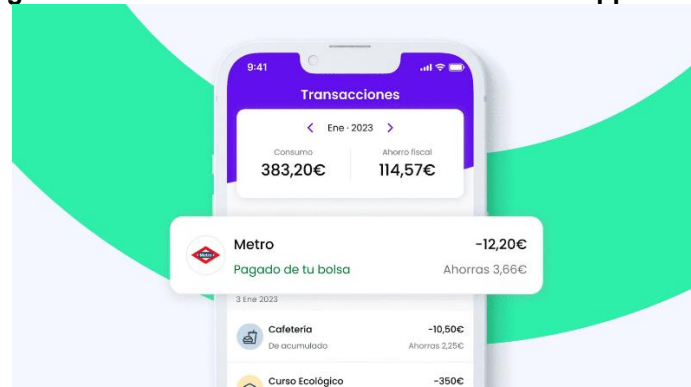 9:41
Transacciones
Ene - 2023
Consumo Ahorro fiscal
383,20€ 114,57€
Metro -12,20€
Metro
Pagado de tu bolsa Ahorras 3,66€
3 Ene 2023
Cafetería -10,50€
De acumulado Ahorras 2,25€
Curso Ecológico -350€